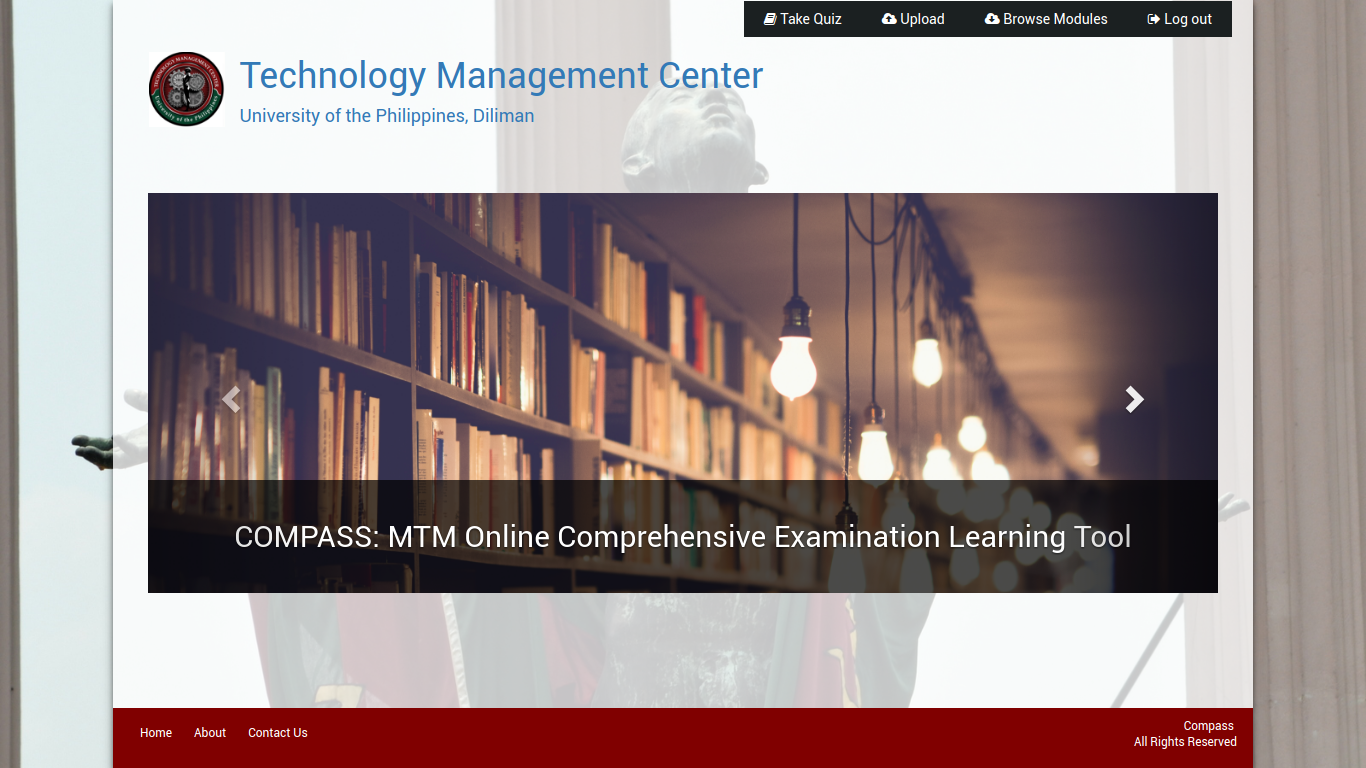 Take Quiz Upload Browse Modules Log out
TECHNOLOGY MANAGEMENT CENTER
University of the Philippines
Technology Management Center
University of the Philippines, Diliman
COMPASS: MTM Online Comprehensive Examination Learning Tool
Home About Contact Us
Compass
All Rights Reserved